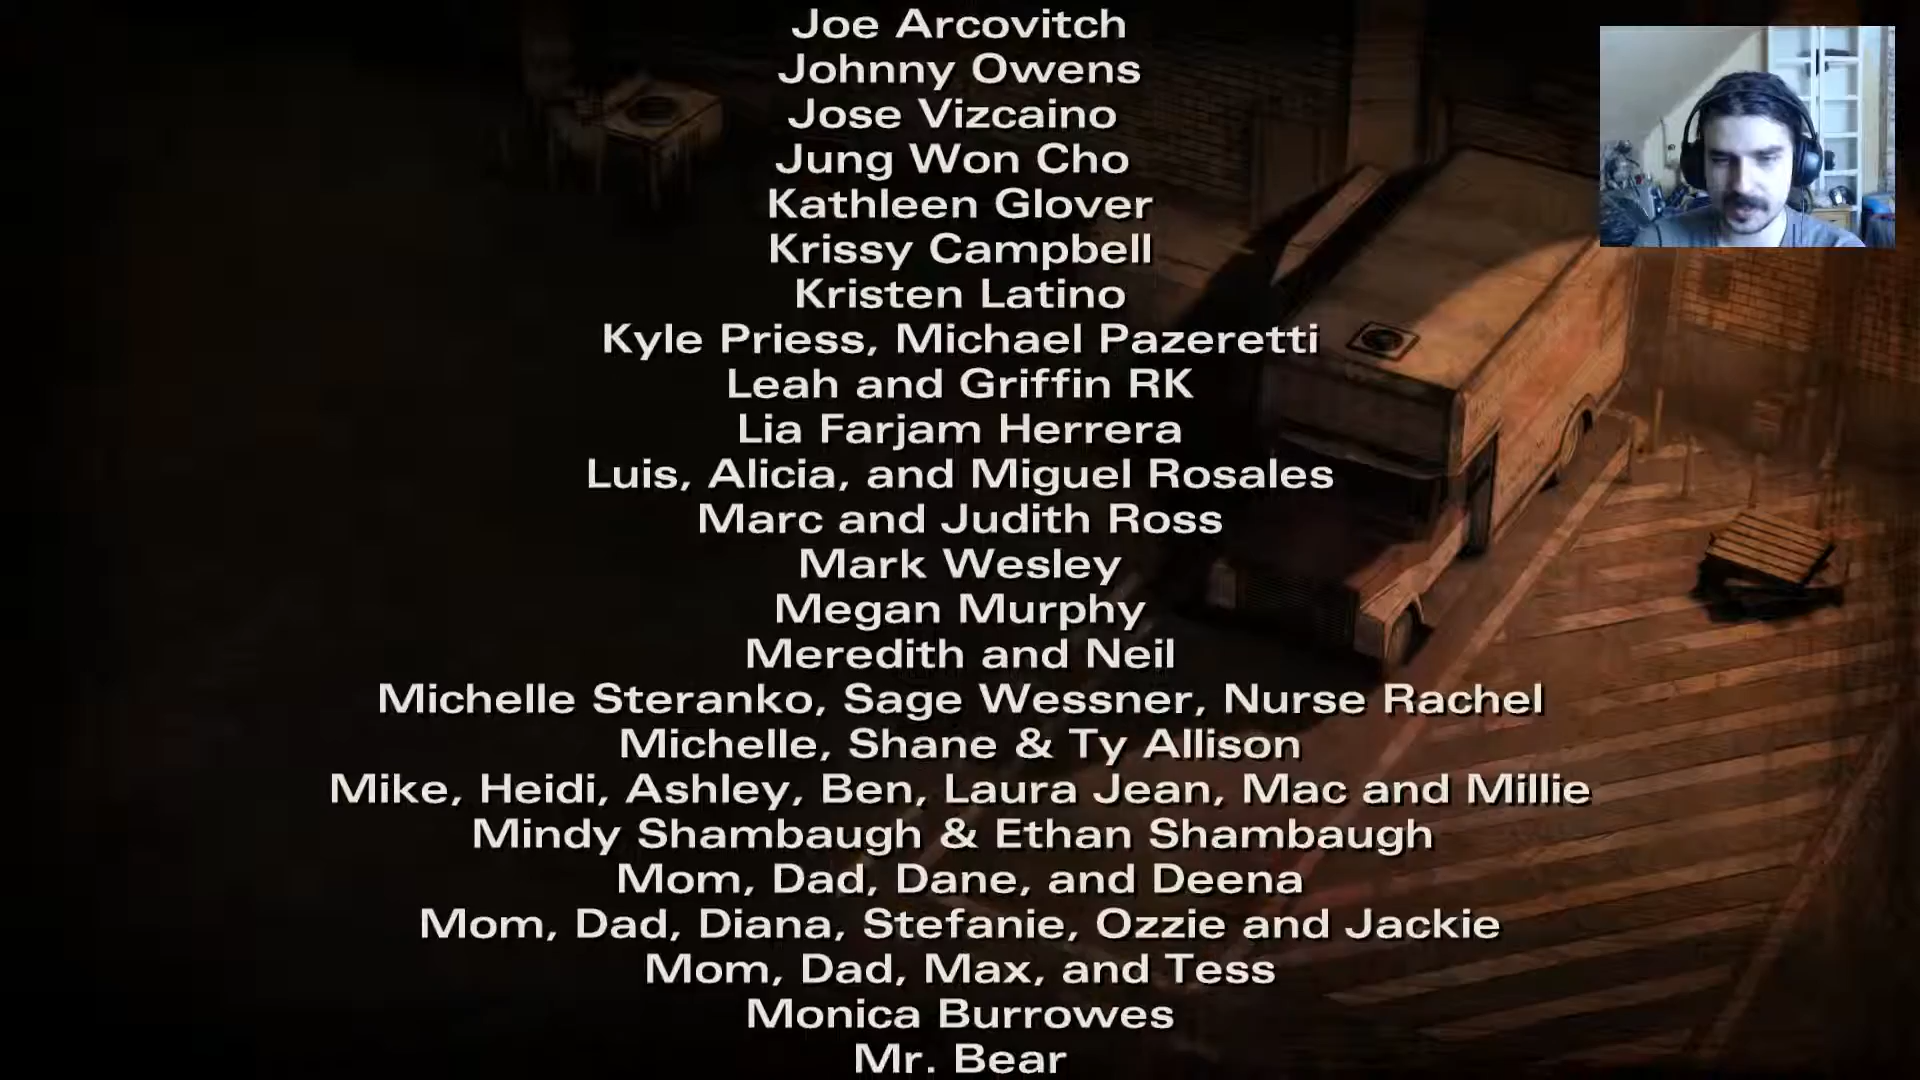 Joe Arcovitch
Johnny Owens
Jose Vizcaino
Jung Won Cho
Kathleen Glover
Krissy Campbell
Kristen Latino
Kyle Priess, Michael Pazeretti
Leah and Griffin RK
Lia Farjam Herrera
Luis, Alicia, and Miguel Rosales
Marc and Judith Ross
Mark Wesley
Megan Murphy
Meredith and Neil
Michelle Steranko, Sage Wessner, Nurse Rachel
Michelle, Shane & Ty Allison
Mike, Heidi, Ashley, Ben, Laura Jean, Mac and Millie
Mindy Shambaugh & Ethan Shambaugh
Mom, Dad, Dane, and Deena
Mom, Dad, Diana, Stefanie, Ozzie and Jackie
Mom, Dad, Max, and Tess
Monica Burrowes
Mr. Bear